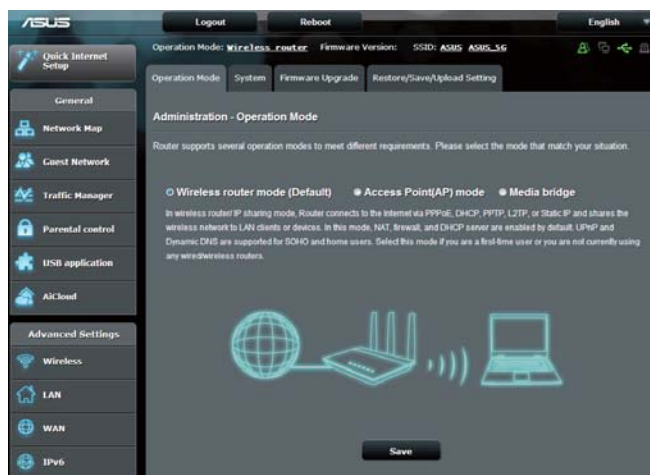 ASUS
Logout
Reboot
English
Quick Internet
Setup
Operation Mode: Wireless router Firmware Version: SSID: ASUS ASUS_5G
Operation Mode
System
Firmware Upgrade
Restore/Save/Upload Setting
General
Network Map
Guest Network
Traffic Manager
Parental control
USB application
AiCloud
Advanced Settings
Wireless
LAN
WAN
IPv6
Administration - Operation Mode
Router supports several operation modes to meet different requirements. Please select the mode that match your situation.
Wireless router mode (Default)
Access Point(AP) mode
Media bridge
In wireless router/ IP sharing mode, Router connects to the Internet via PPPoE, DHCP, PPTP, L2TP, or Static IP and shares the
wireless network to LAN clients or devices. In this mode, NAT, firewall, and DHCP server are enabled by default. UPnP and
Dynamic DNS are supported for SOHO and home users. Select this mode if you are a first-time user or you are not currently using
any wired/wireless routers.
Save